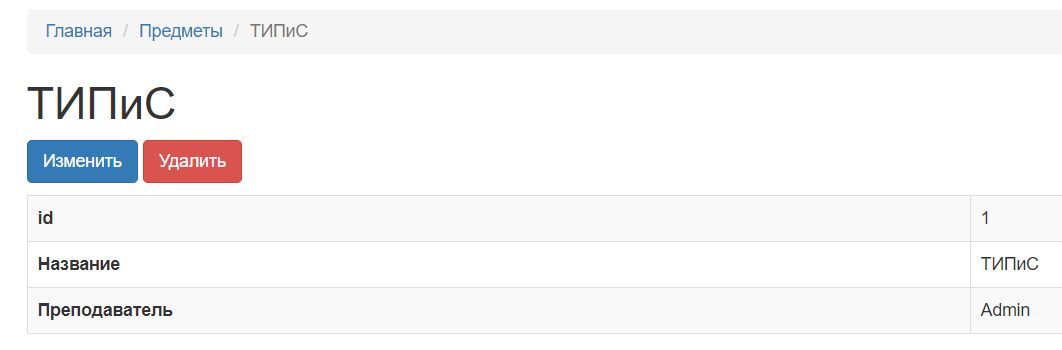 Главная / Предметы / ТИПиС
ТИПиС
Изменить Удалить
id 1
Название ТИПиС
Преподаватель Admin